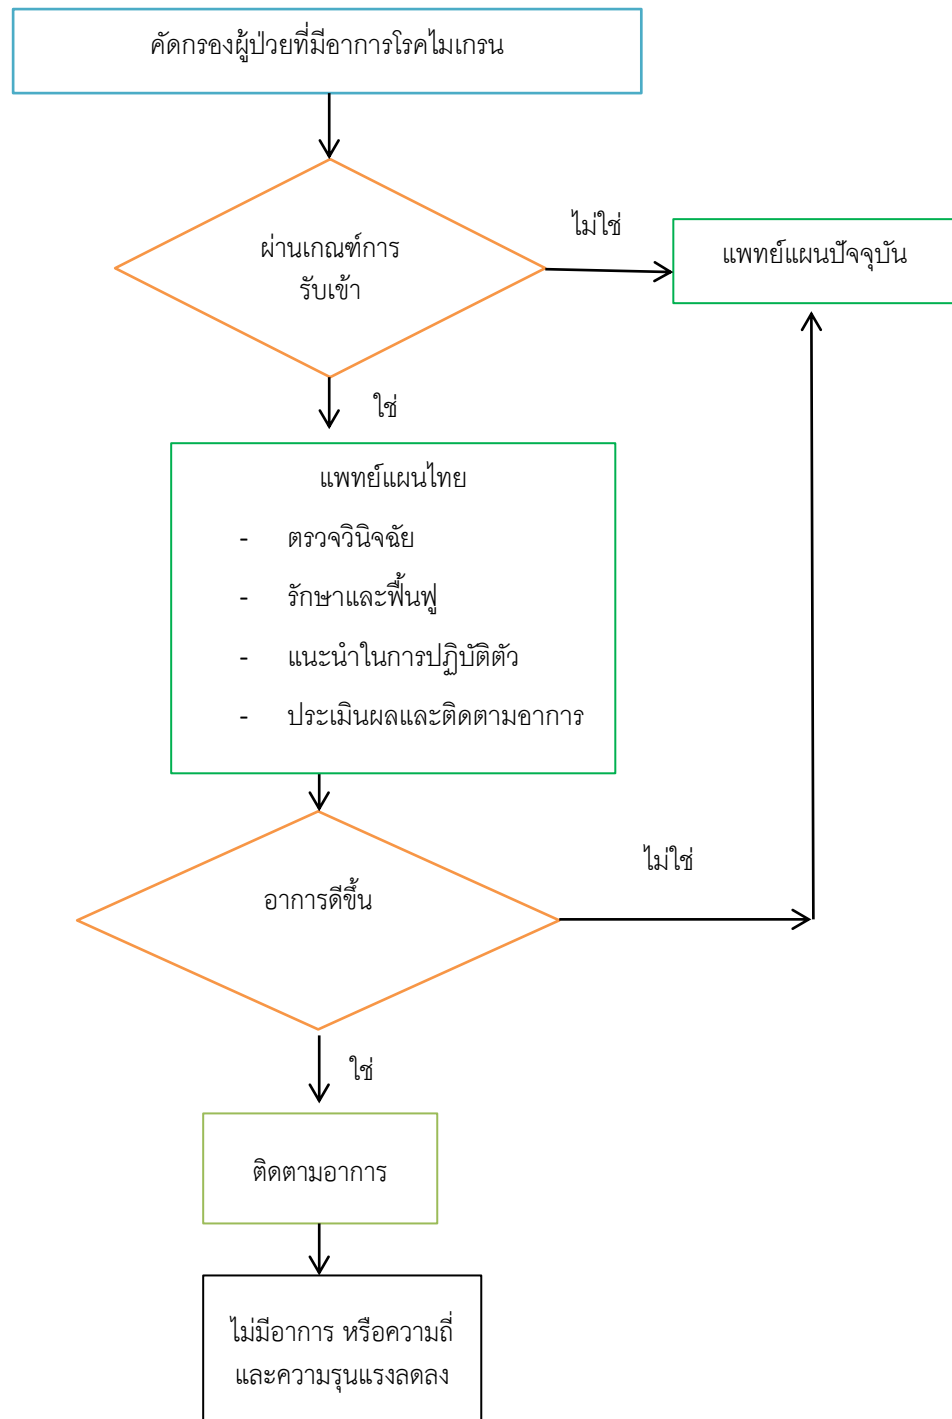 คัดกรองผู้ป่วยที่มีอาการโรคไมเกรน
ผ่านเกณฑ์การ
รับเข้า
ไม่ใช่
แพทย์แผนปัจจุบัน
ใช่
แพทย์แผนไทย
- ตรวจวินิจฉัย
- รักษาและฟื้นฟู
- แนะนำในการปฏิบัติตัว
- ประเมินผลและติดตามอาการ
อาการดีขึ้น
ไม่ใช่
ใช่
ติดตามอาการ
ไม่มีอาการ หรือความถี่
และความรุนแรงลดลง